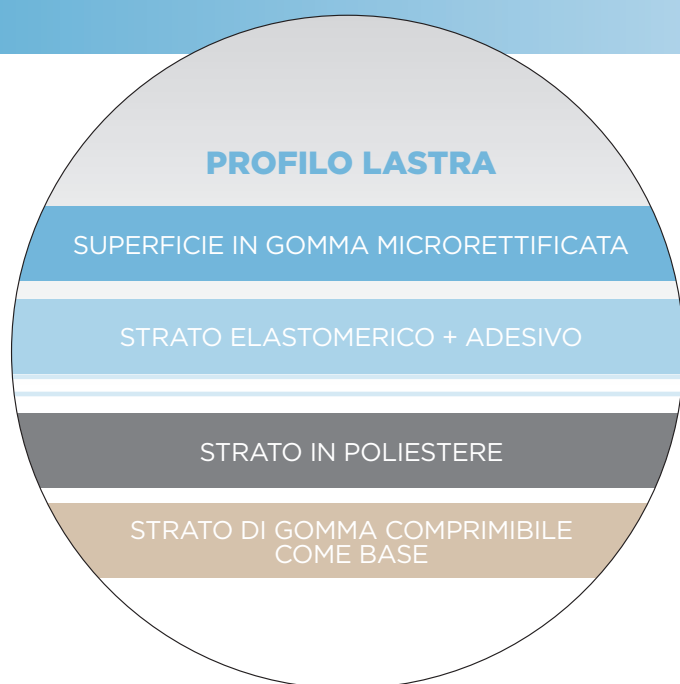 PROFILO LASTRA
SUPERFICIE IN GOMMA MICRORETTIFICATA
STRATO ELASTOMERICO + ADESIVO
STRATO IN POLIESTERE
STRATO DI GOMMA COMPRIMIBILE
COME BASE